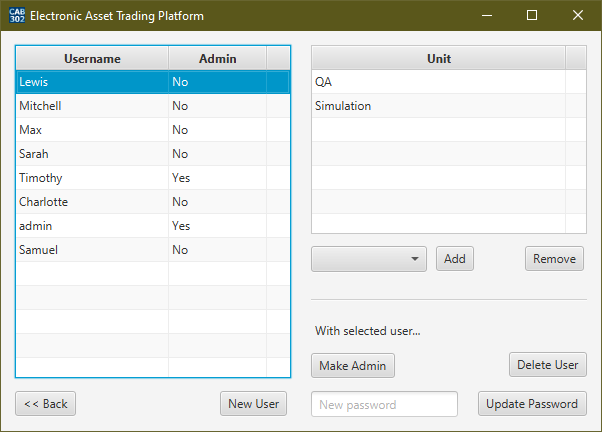 CAB
302
Electronic Asset Trading Platform
Username Admin
Lewis No
Mitchell No
Max No
Sarah No
Timothy Yes
Charlotte No
admin Yes
Samuel No
<< Back
New User
Unit
QA
Simulation
Add
Remove
With selected user...
Make Admin
Delete User
New password
Update Password